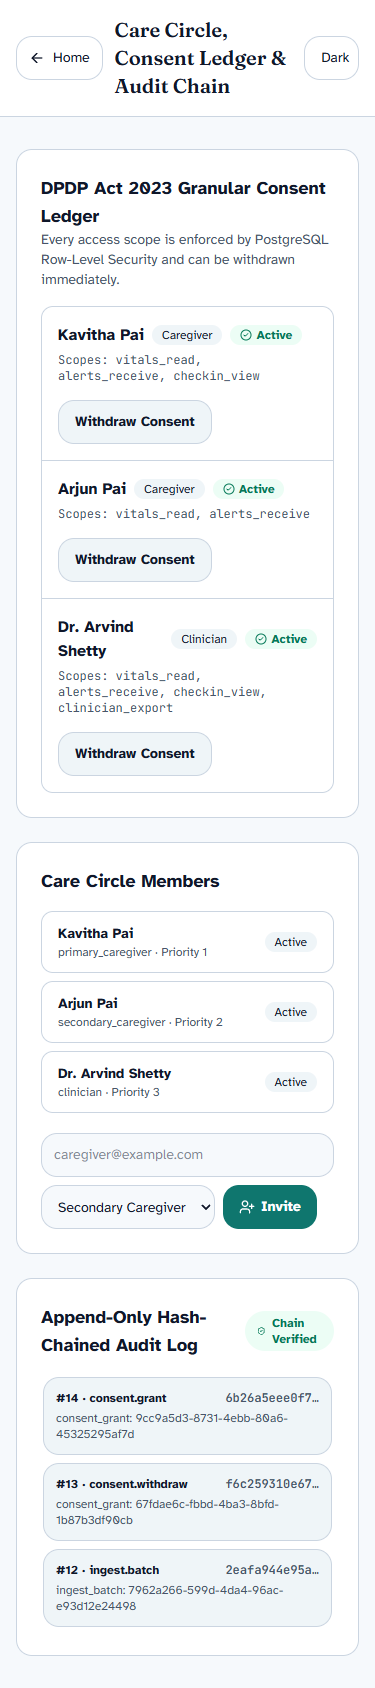 Home
Care Circle,
Consent Ledger &
Audit Chain
Dark
DPDP Act 2023 Granular Consent
Ledger
Every access scope is enforced by PostgreSQL
Row-Level Security and can be withdrawn
immediately.
Kavitha Pai Caregiver Active
Scopes: vitals_read,
alerts_receive, checkin_view
Withdraw Consent
Arjun Pai Caregiver Active
Scopes: vitals_read, alerts_receive
Withdraw Consent
Dr. Arvind
Shetty Clinician Active
Scopes: vitals_read,
alerts_receive, checkin_view,
clinician_export
Withdraw Consent
Care Circle Members
Kavitha Pai
primary_caregiver · Priority 1
Active
Arjun Pai
secondary_caregiver · Priority 2
Active
Dr. Arvind Shetty
clinician · Priority 3
Active
caregiver@example.com
Secondary Caregiver Invite
Append-Only Hash-
Chained Audit Log
Chain
Verified
#14 · consent.grant 6b26a5eee0f7…
consent_grant: 9cc9a5d3-8731-4ebb-80a6-
45325295af7d
#13 · consent.withdraw f6c259310e67…
consent_grant: 67fdae6c-fbbd-4ba3-8bfd-
1b87b3df90cb
#12 · ingest.batch 2eafa944e95a…
ingest_batch: 7962a266-599d-4da4-96ac-
e93d12e24498